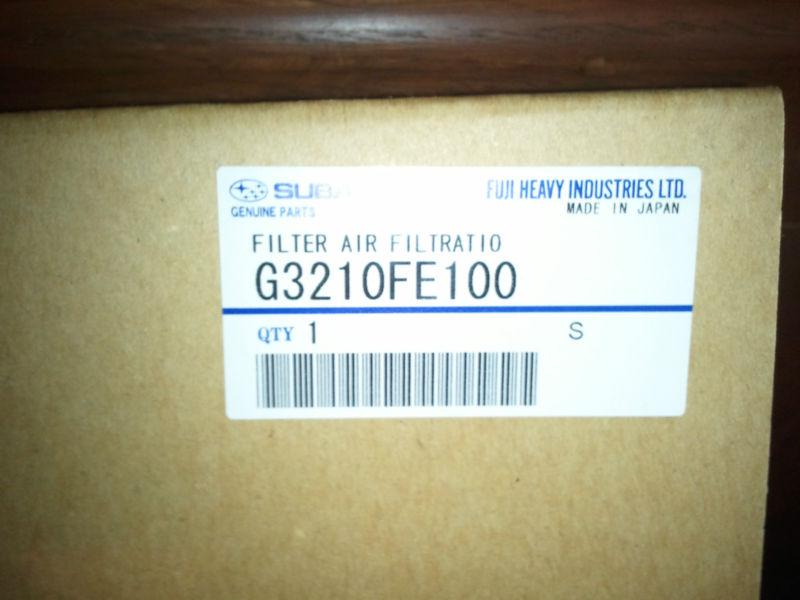 SUBA
FUJI HEAVY INDUSTRIES LTD.
GENUINE PARTS
MADE IN JAPAN
FILTER AIR FILTRATIO
G3210FE100
QTY 1
S